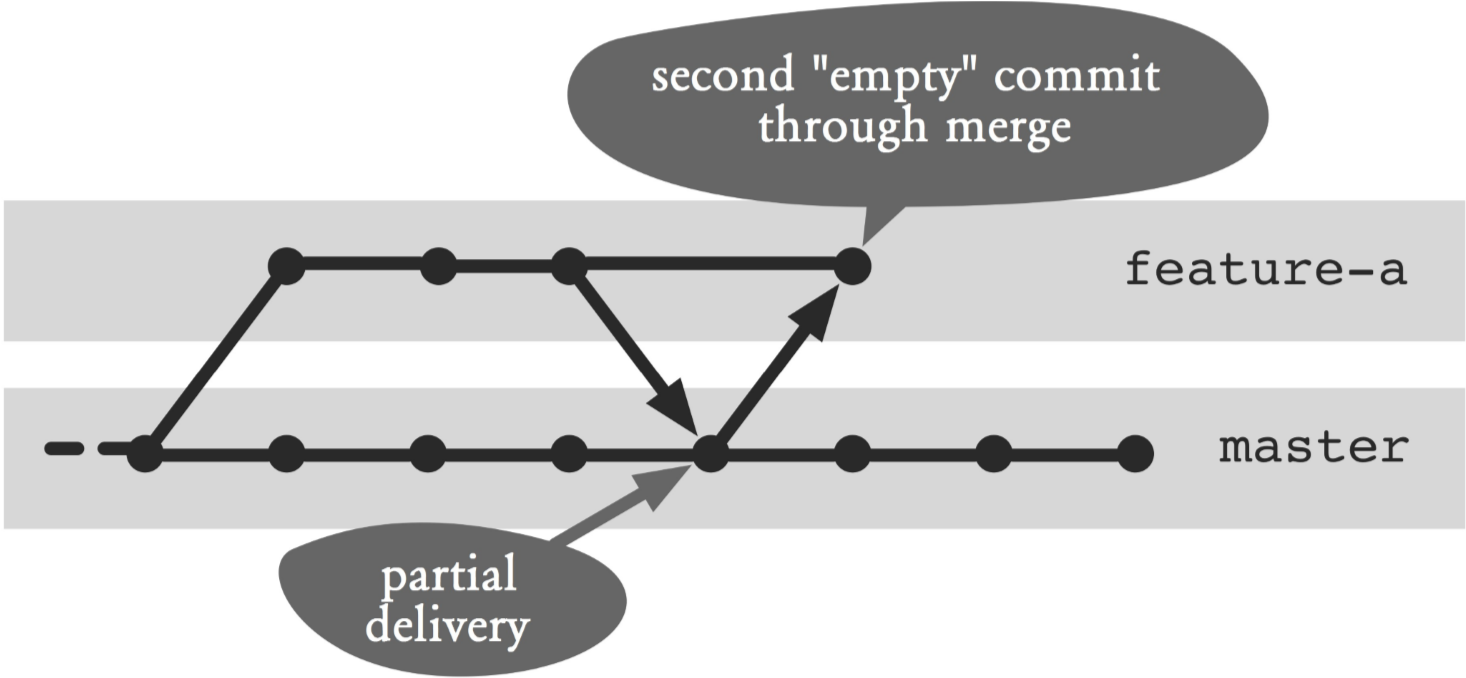 second "empty" commit
through merge
feature-a
master
partial
delivery